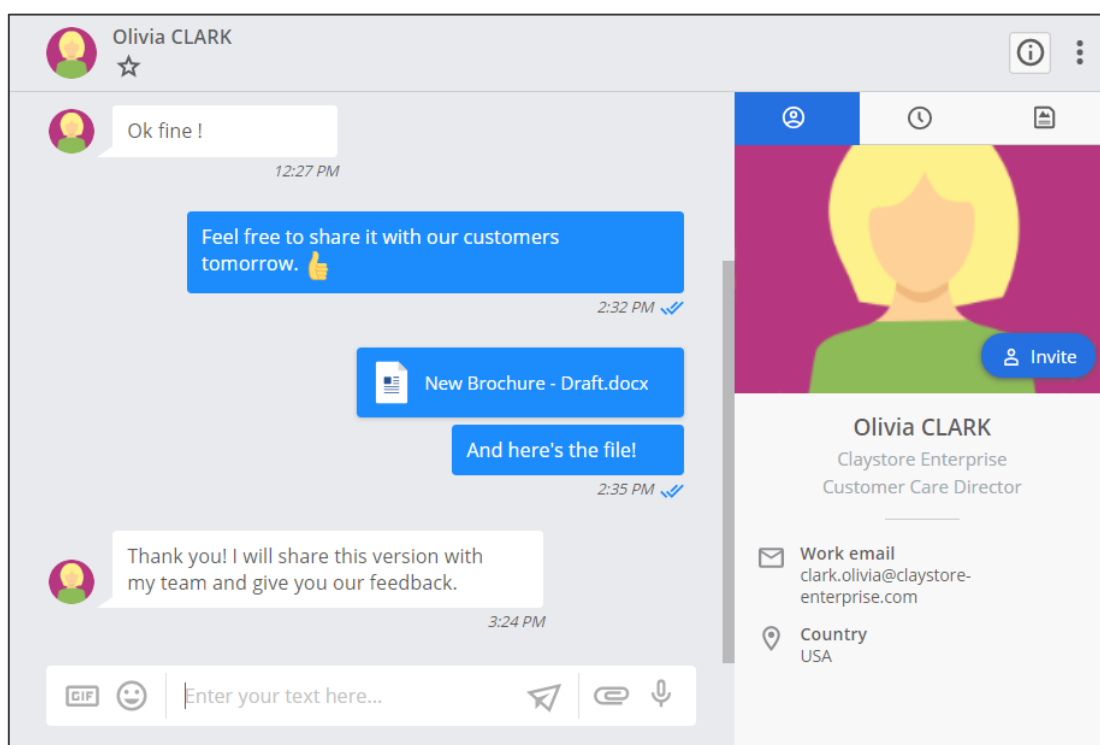 Olivia CLARK
Ok fine !
12:27 PM
Feel free to share it with our customers
tomorrow.
2:32 PM
New Brochure - Draft.docx
And here's the file!
2:35 PM
Thank you! I will share this version with
my team and give you our feedback.
3:24 PM
GIF
Enter your text here...
Invite
Olivia CLARK
Claystore Enterprise
Customer Care Director
Work email
clark.olivia@claystore-
enterprise.com
Country
USA